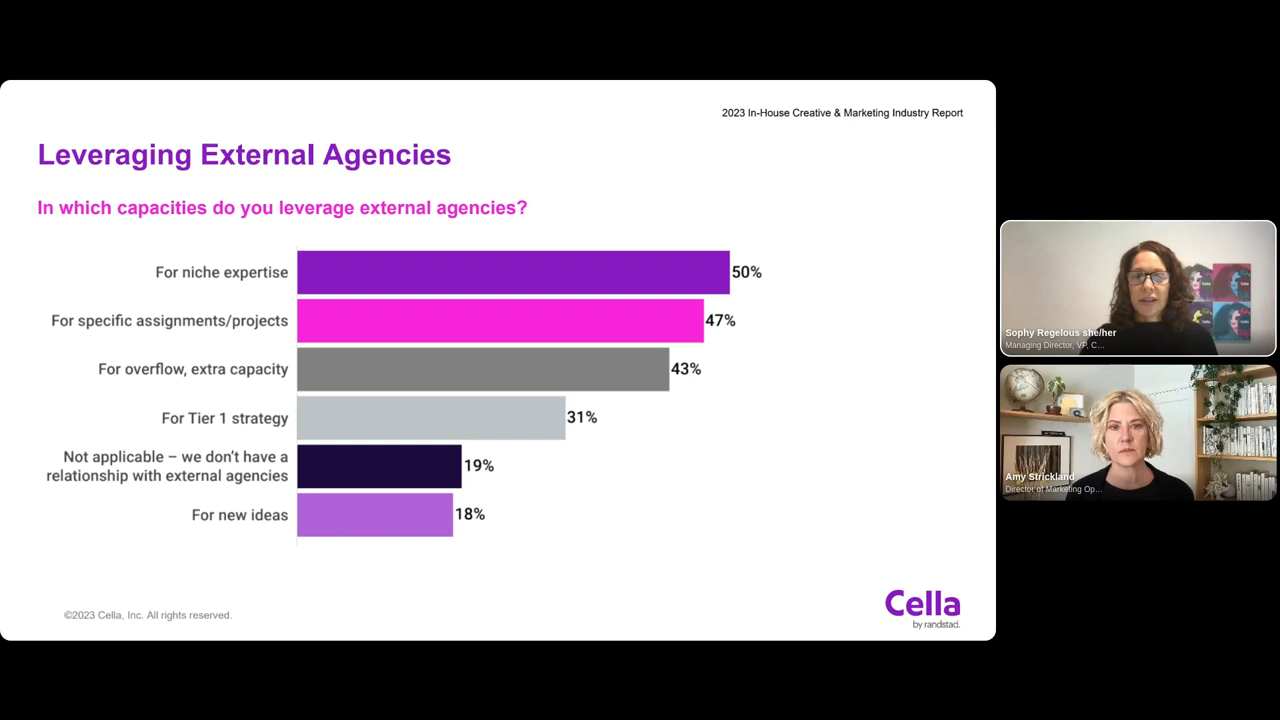 2023 In-House Creative & Marketing Industry Report
Leveraging External Agencies
In which capacities do you leverage external agencies?
For niche expertise
50%
For specific assignments/projects
47%
For overflow, extra capacity
43%
For Tier 1 strategy
31%
Not applicable – we don’t have a
relationship with external agencies
19%
For new ideas
18%
©2023 Cella, Inc. All rights reserved.
Cella
by randstad.
Sophy Regelous she/her
Managing Director, VP, C…
Amy Strickland
Director of Marketing Op…